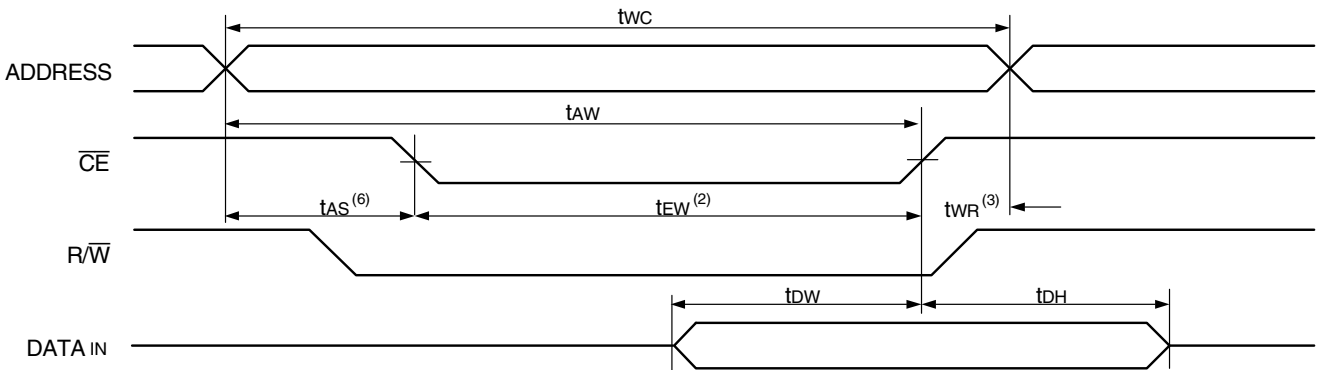 tWC
ADDRESS
tAW
CE
tAS(6)
tEW(2)
tWR(3)
R/W
tDW
tDH
DATA IN